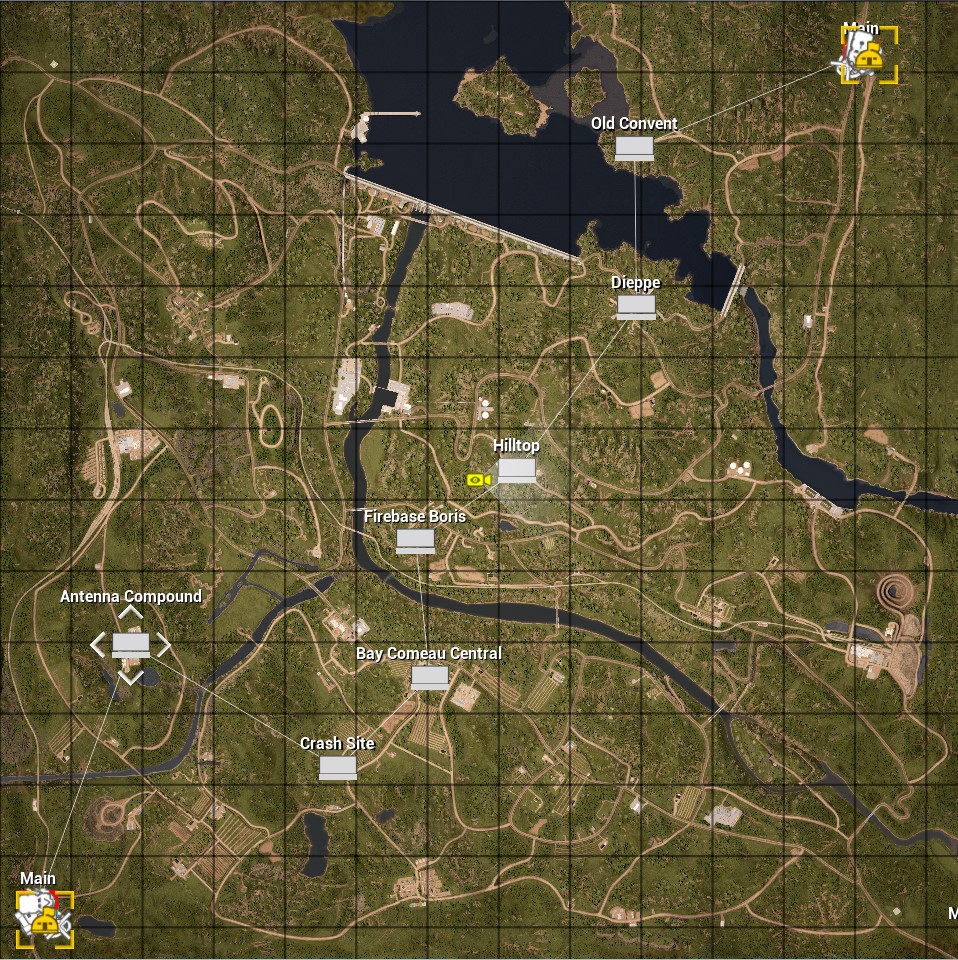 Main
Old Convent
Dieppe
Hilltop
Firebase Boris
Antenna Compound
Bay Comeau Central
Crash Site
Main
M